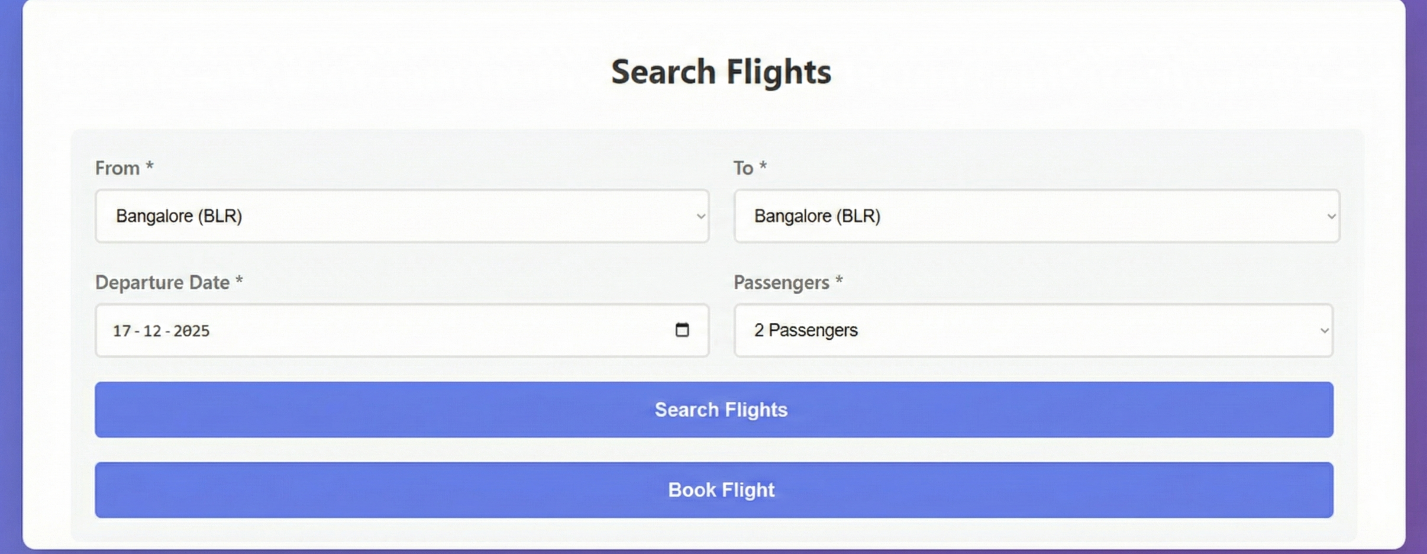 Search Flights
From *
To *
Bangalore (BLR)
Bangalore (BLR)
Departure Date *
Passengers *
17 - 12 - 2025
2 Passengers
Search Flights
Book Flight